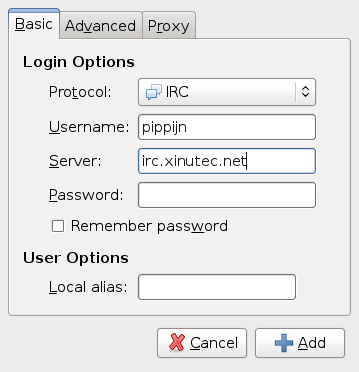 Basic Advanced Proxy
Login Options
Protocol: IRC
Username: pippijn
Server: irc.xinutec.net
Password:
Remember password
User Options
Local alias:
Cancel Add